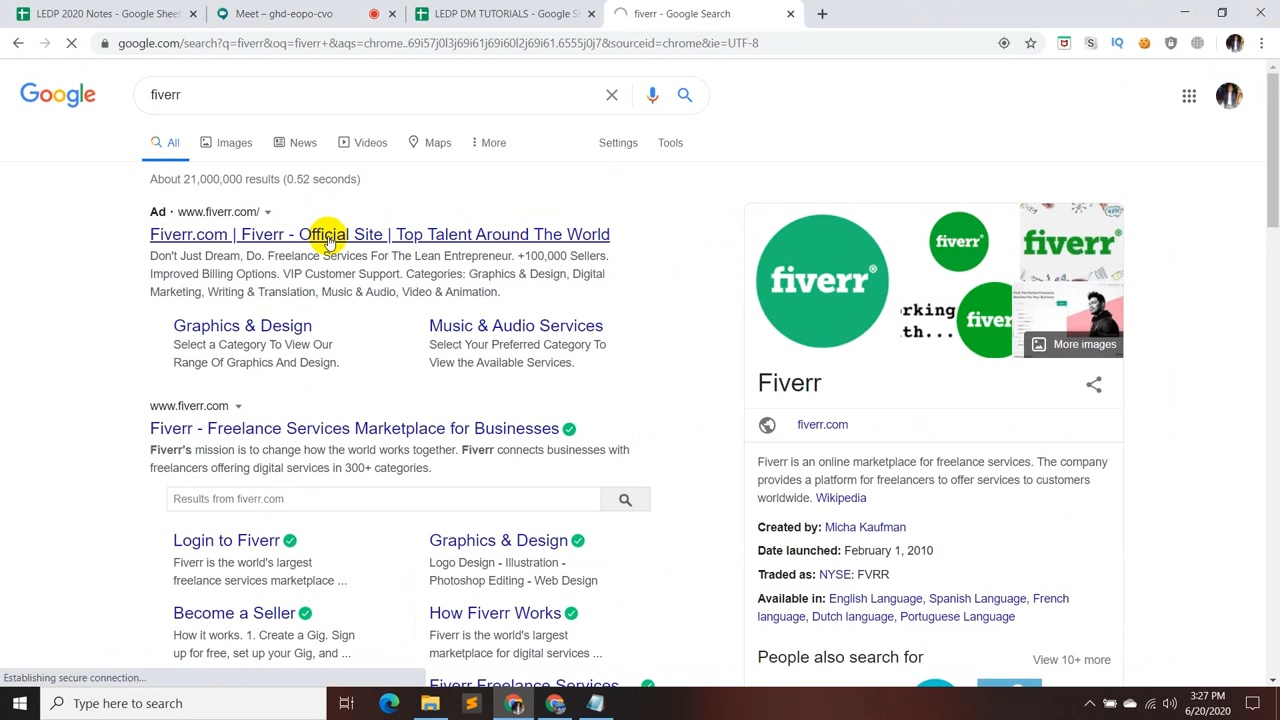 LEDP 2020 Notes - Google Sheet
Meet – ghd-eepo-cvo
LEDP DM TUTORIALS - Google S
fiverr - Google Search
google.com/search?q=fiverr&oq=fiverr+&aqs=chrome..69i57j0l3j69i61j69i60l2j69i61.6555j0j7&sourceid=chrome&ie=UTF-8
Google
fiverr
All
Images
News
Videos
Maps
More
Settings
Tools
About 21,000,000 results (0.52 seconds)
Ad · www.fiverr.com/
Fiverr.com | Fiverr - Official Site | Top Talent Around The World
Don't Just Dream, Do. Freelance Services For The Lean Entrepreneur. +100,000 Sellers.
Improved Billing Options. VIP Customer Support. Categories: Graphics & Design, Digital
Marketing, Writing & Translation, Music & Audio, Video & Animation.
Graphics & Design
Select a Category To View Our
Range Of Graphics And Design.
Music & Audio Services
Select Your Preferred Category To
View the Available Services.
www.fiverr.com
Fiverr - Freelance Services Marketplace for Businesses
Fiverr's mission is to change how the world works together. Fiverr connects businesses with
freelancers offering digital services in 300+ categories.
Results from fiverr.com
Login to Fiverr
Fiverr is the world's largest
freelance services marketplace ...
Graphics & Design
Logo Design - Illustration -
Photoshop Editing - Web Design
Become a Seller
How it works. 1. Create a Gig. Sign
up for free, set up your Gig, and ...
How Fiverr Works
Fiverr is the world's largest
marketplace for digital services ...
Fiverr Freelance Services
fiverr®
fiverr
fiverr
rking
th...
fiverr
More images
Fiverr
fiverr.com
Fiverr is an online marketplace for freelance services. The company
provides a platform for freelancers to offer services to customers
worldwide. Wikipedia
Created by: Micha Kaufman
Date launched: February 1, 2010
Traded as: NYSE: FVRR
Available in: English Language, Spanish Language, French
language, Dutch language, Portuguese Language
People also search for
View 10+ more
Establishing secure connection...
Type here to search
3:27 PM
6/20/2020